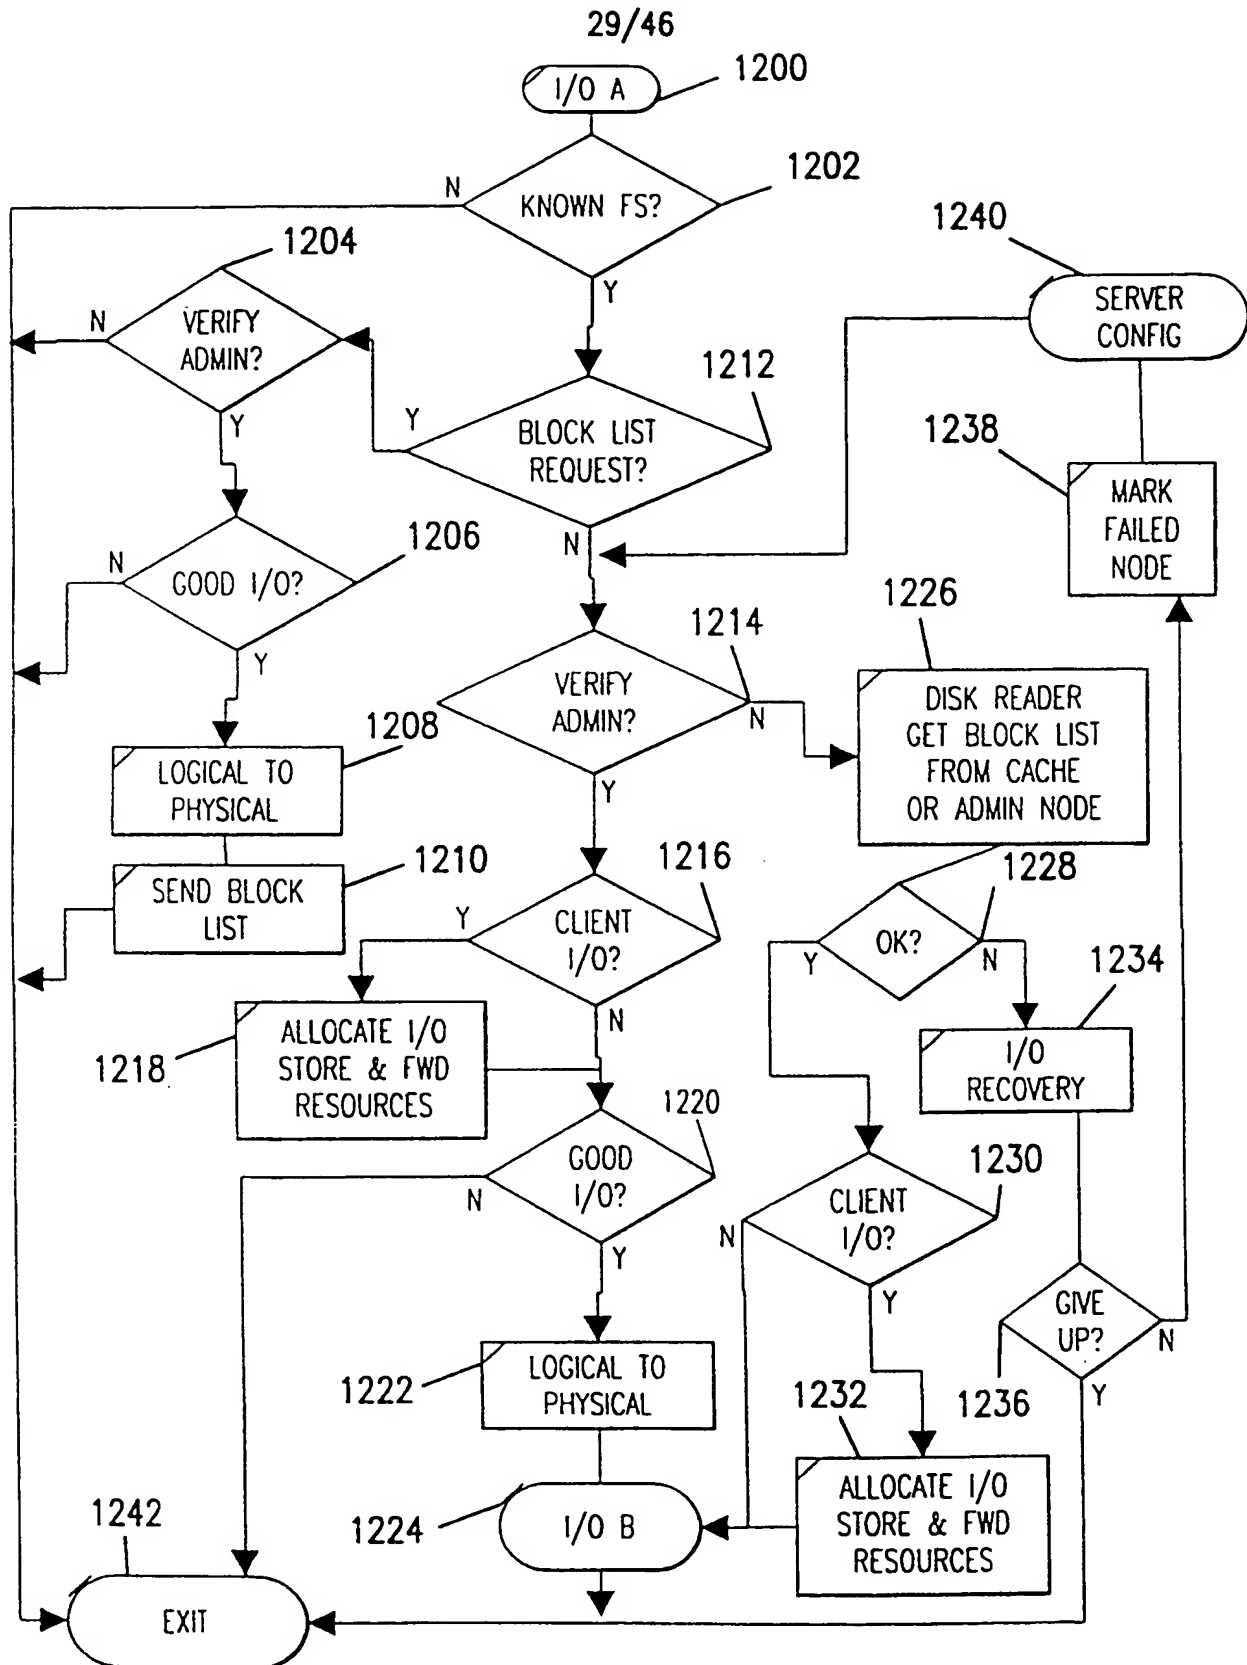 29/46
I/O A
1200
1202
N
KNOWN FS?
Y
1204
1240
N
VERIFY
ADMIN?
Y
SERVER
CONFIG
1212
Y
BLOCK LIST
REQUEST?
N
1238
MARK
FAILED
NODE
N
GOOD I/O?
1206
Y
1214
VERIFY
ADMIN?
N
Y
1226
DISK READER
GET BLOCK LIST
FROM CACHE
OR ADMIN NODE
1208
LOGICAL TO
PHYSICAL
1210
SEND BLOCK
LIST
1216
Y
CLIENT
I/O?
N
1228
OK?
Y
N
1234
I/O
RECOVERY
1218
ALLOCATE I/O
STORE & FWD
RESOURCES
1220
GOOD
I/O?
N
Y
1230
CLIENT
I/O?
N
Y
GIVE
UP?
N
Y
1236
1222
LOGICAL TO
PHYSICAL
1232
ALLOCATE I/O
STORE & FWD
RESOURCES
1224
I/O B
1242
EXIT